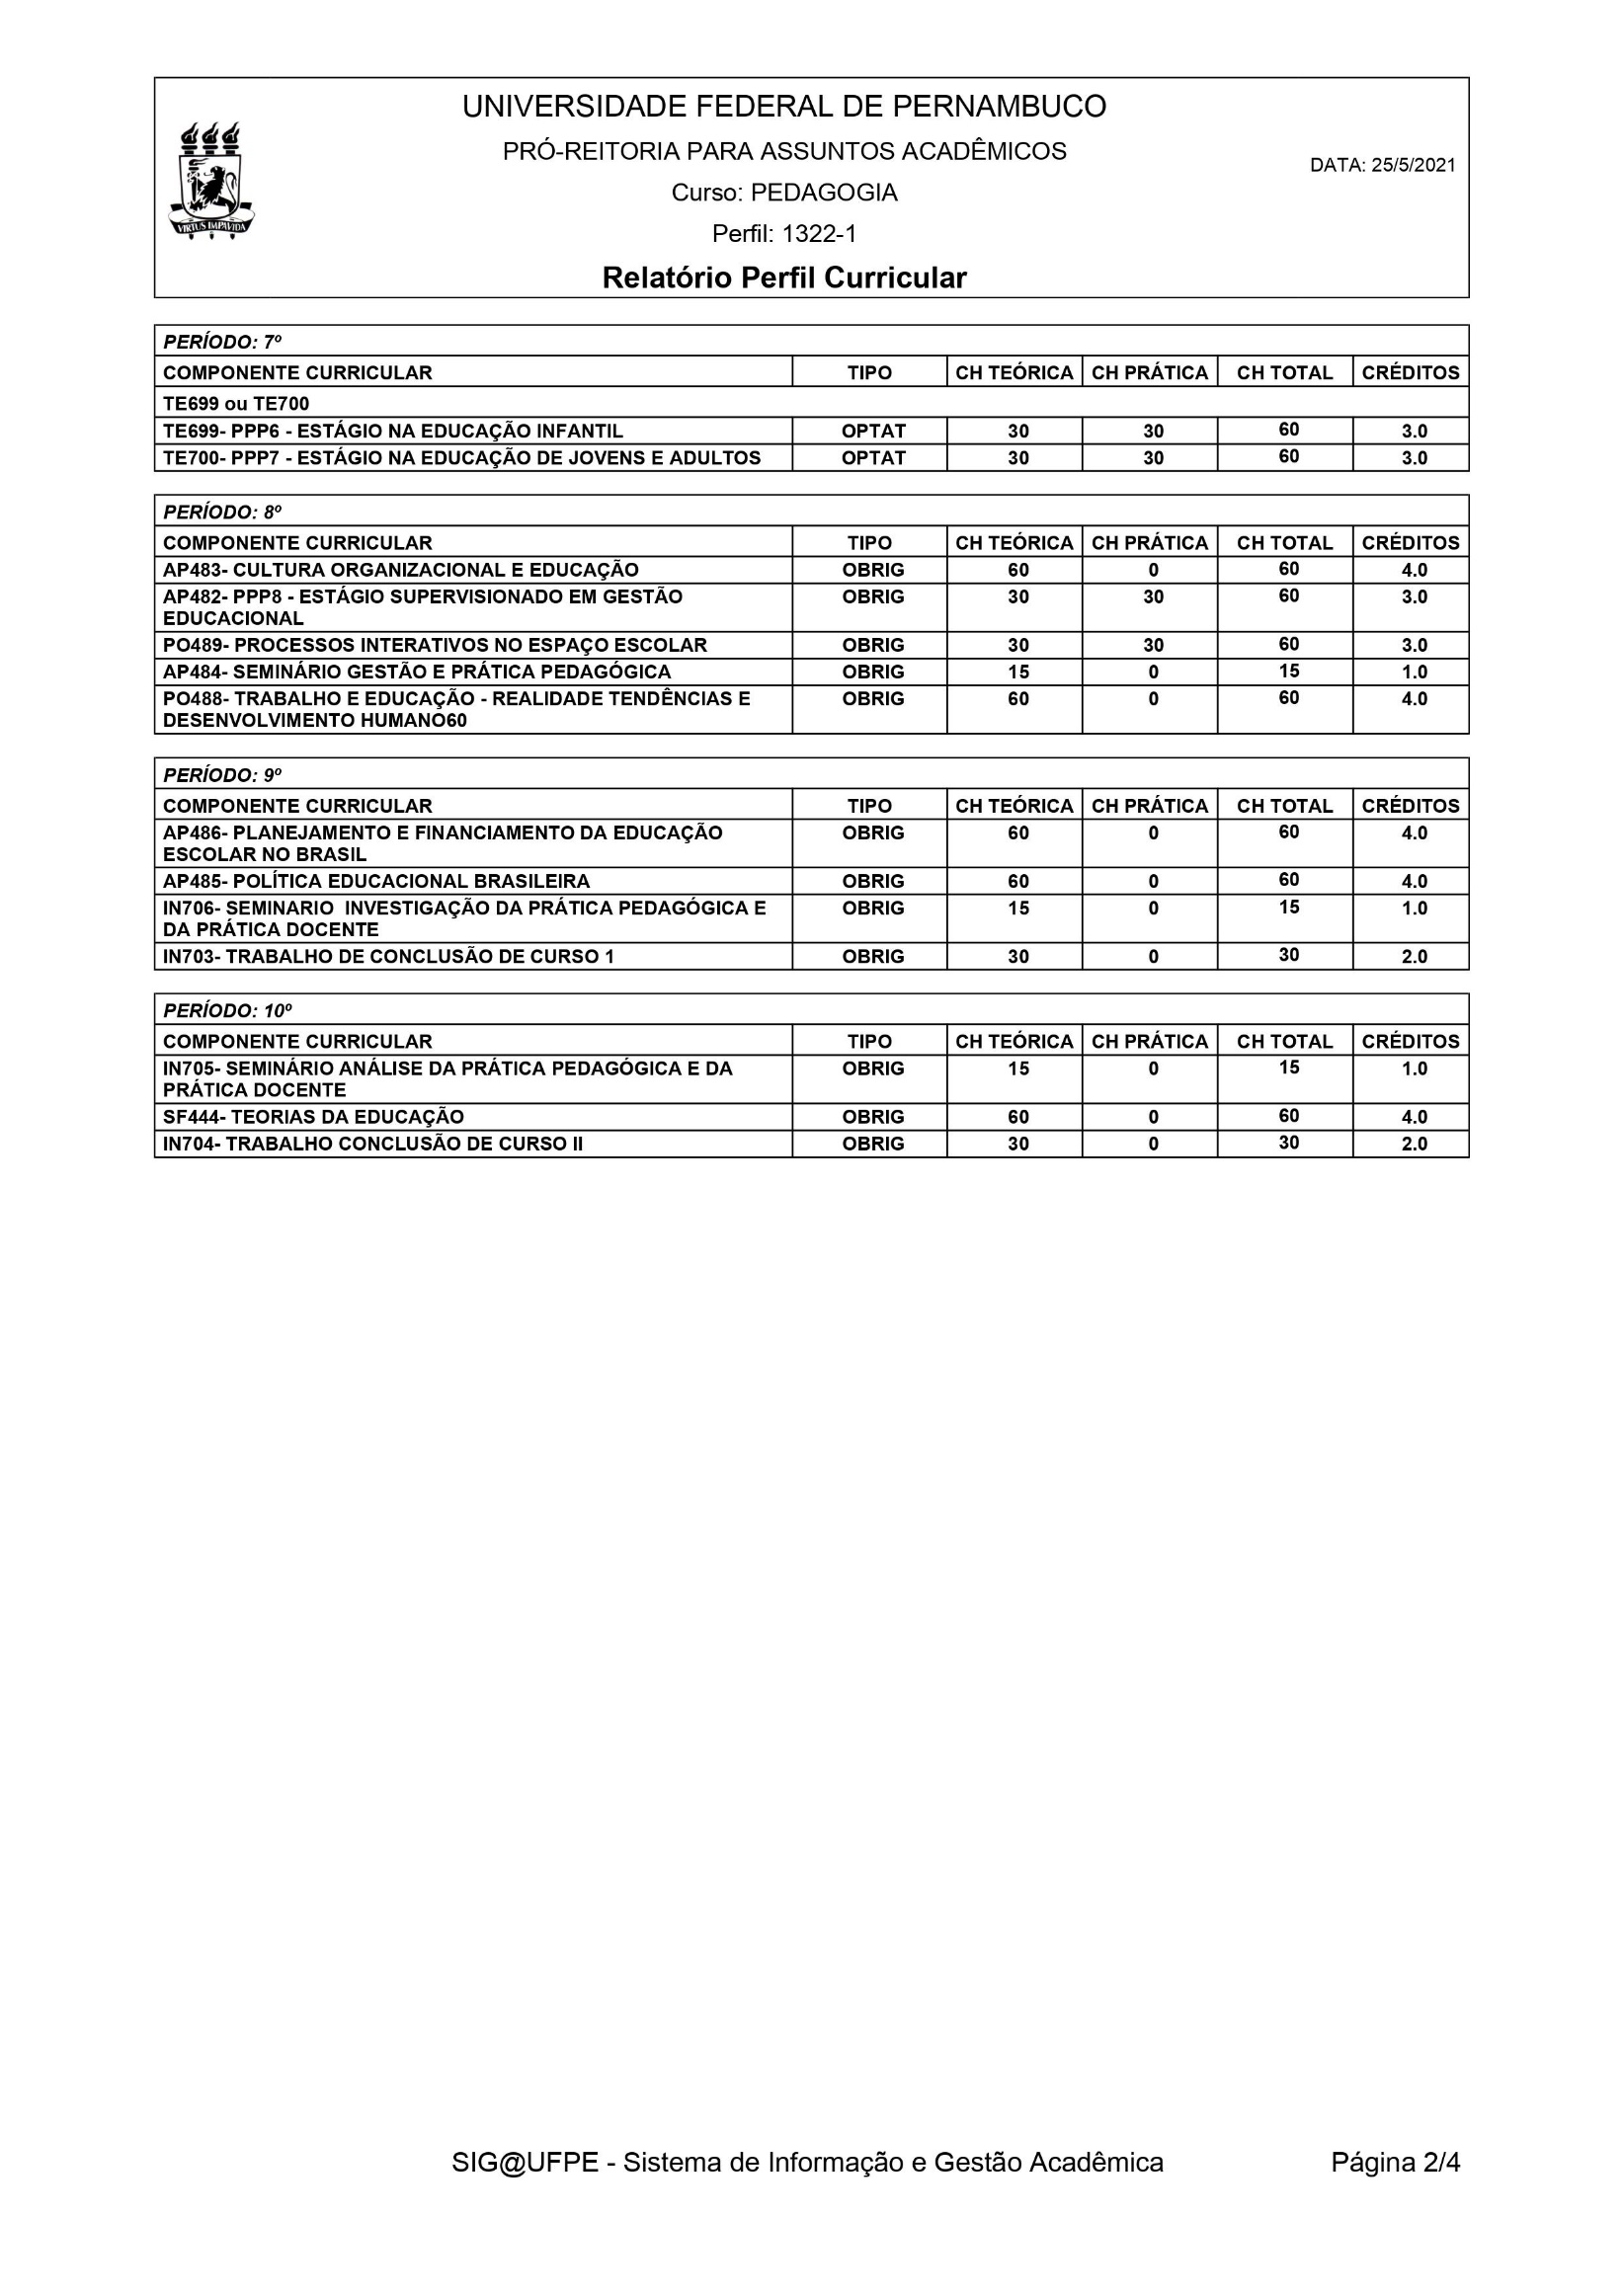 UNIVERSIDADE FEDERAL DE PERNAMBUCO
PRÓ-REITORIA PARA ASSUNTOS ACADÊMICOS
DATA: 25/5/2021
Curso: PEDAGOGIA
VIRTUS IMPAVIDA
Perfil: 1322-1
Relatório Perfil Curricular
PERÍODO: 7º
COMPONENTE CURRICULAR TIPO CH TEÓRICA CH PRÁTICA CH TOTAL CRÉDITOS
TE699 ou TE700
TE699- PPP6 - ESTÁGIO NA EDUCAÇÃO INFANTIL OPTAT 30 30 60 3.0
TE700- PPP7 - ESTÁGIO NA EDUCAÇÃO DE JOVENS E ADULTOS OPTAT 30 30 60 3.0
PERÍODO: 8º
COMPONENTE CURRICULAR TIPO CH TEÓRICA CH PRÁTICA CH TOTAL CRÉDITOS
AP483- CULTURA ORGANIZACIONAL E EDUCAÇÃO OBRIG 60 0 60 4.0
AP482- PPP8 - ESTÁGIO SUPERVISIONADO EM GESTÃO OBRIG 30 30 60 3.0
EDUCACIONAL
PO489- PROCESSOS INTERATIVOS NO ESPAÇO ESCOLAR OBRIG 30 30 60 3.0
AP484- SEMINÁRIO GESTÃO E PRÁTICA PEDAGÓGICA OBRIG 15 0 15 1.0
PO488- TRABALHO E EDUCAÇÃO - REALIDADE TENDÊNCIAS E OBRIG 60 0 60 4.0
DESENVOLVIMENTO HUMANO60
PERÍODO: 9º
COMPONENTE CURRICULAR TIPO CH TEÓRICA CH PRÁTICA CH TOTAL CRÉDITOS
AP486- PLANEJAMENTO E FINANCIAMENTO DA EDUCAÇÃO OBRIG 60 0 60 4.0
ESCOLAR NO BRASIL
AP485- POLÍTICA EDUCACIONAL BRASILEIRA OBRIG 60 0 60 4.0
IN706- SEMINARIO  INVESTIGAÇÃO DA PRÁTICA PEDAGÓGICA E OBRIG 15 0 15 1.0
DA PRÁTICA DOCENTE
IN703- TRABALHO DE CONCLUSÃO DE CURSO 1 OBRIG 30 0 30 2.0
PERÍODO: 10º
COMPONENTE CURRICULAR TIPO CH TEÓRICA CH PRÁTICA CH TOTAL CRÉDITOS
IN705- SEMINÁRIO ANÁLISE DA PRÁTICA PEDAGÓGICA E DA OBRIG 15 0 15 1.0
PRÁTICA DOCENTE
SF444- TEORIAS DA EDUCAÇÃO OBRIG 60 0 60 4.0
IN704- TRABALHO CONCLUSÃO DE CURSO II OBRIG 30 0 30 2.0
SIG@UFPE - Sistema de Informação e Gestão Acadêmica Página 2/4